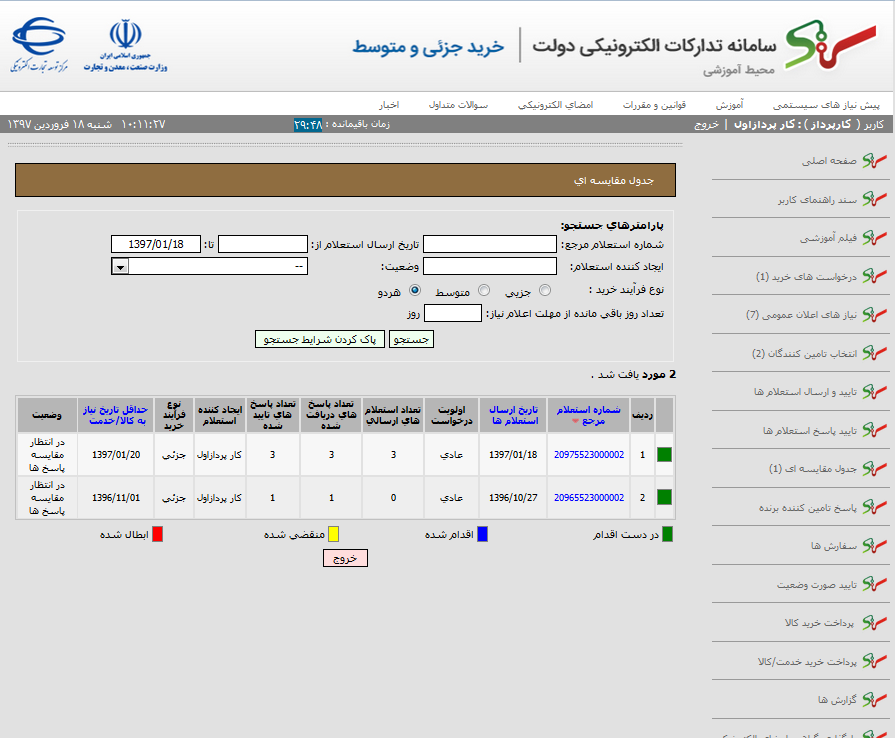 سامانه تدارکات الکترونیکی دولت
خرید جزئی و متوسط
محیط آموزشی
جمهوری اسلامی ایران
وزارت صنعت، معدن و تجارت
مرکز توسعه تجارت الکترونیکی
پیش نیاز های سیستمی آموزش قوانین و مقررات امضای الکترونیکی سوالات متداول اخبار
کاربر ( کارپرداز ) : کار پردازاول | خروج زمان باقیمانده : ۲۹:۴۸ ۱۰:۱۱:۲۷ شنبه ۱۸ فروردین ۱۳۹۷
صفحه اصلی
سند راهنمای کاربر
فیلم آموزشی
درخواست های خرید (1)
نیاز های اعلان عمومی (7)
انتخاب تامین کنندگان (2)
تایید و ارسال استعلام ها
تایید پاسخ استعلام ها
جدول مقایسه ای (1)
پاسخ تامین کننده برنده
سفارش ها
تایید صورت وضعیت
پرداخت خرید کالا
پرداخت خرید خدمت/کالا
گزارش ها
جدول مقایسه ای
پارامترهای جستجو:
شماره استعلام مرجع: تاریخ ارسال استعلام از: تا: 1397/01/18
ایجاد کننده استعلام: وضعیت: --
نوع فرآیند خرید : جزیی متوسط هردو
تعداد روز باقی مانده از مهلت اعلام نیاز: روز
جستجو پاک کردن شرایط جستجو
2 مورد یافت شد .
ردیف شماره استعلام مرجع تاریخ ارسال استعلام ها اولویت درخواست تعداد استعلام های ارسالی تعداد پاسخ های دریافت شده تعداد پاسخ های تایید شده ایجاد کننده استعلام نوع فرآیند خرید حداقل تاریخ نیاز به کالا/خدمت وضعیت
1 20975523000002 1397/01/18 عادی 3 3 3 کار پردازاول جزئی 1397/01/20 در انتظار مقایسه پاسخ ها
2 20965523000002 1396/10/27 عادی 0 1 1 کار پردازاول جزئی 1396/11/01 در انتظار مقایسه پاسخ ها
در دست اقدام اقدام شده منقضی شده ابطال شده
خروج